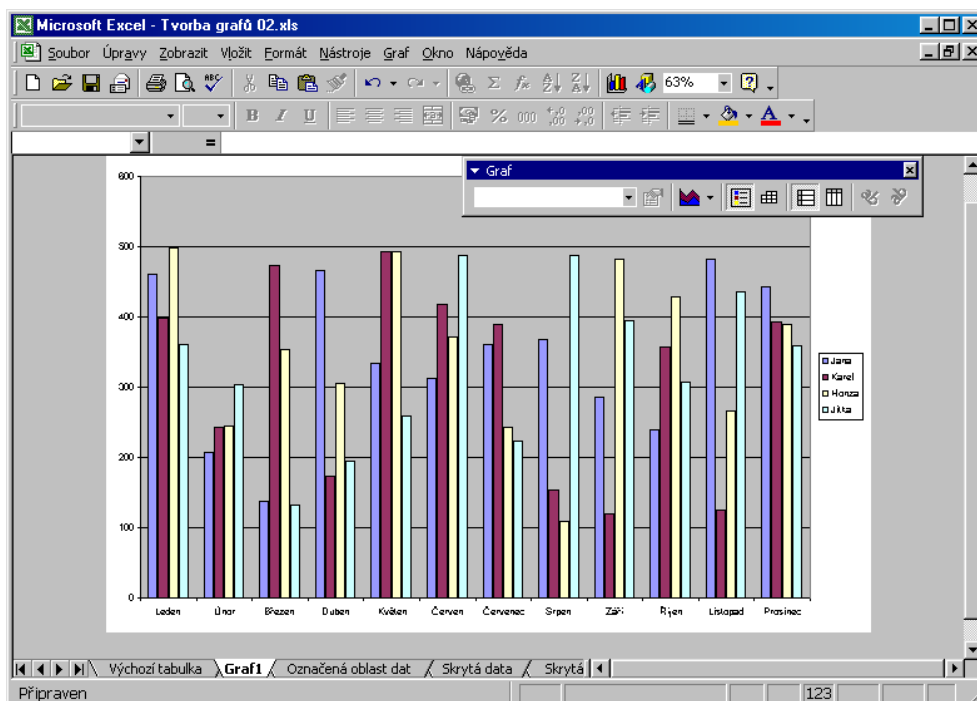 Microsoft Excel - Tvorba grafů 02.xls
Soubor Úpravy Zobrazit Vložit Formát Nástroje Graf Okno Nápověda
63%
B I U % 000
=
Graf
600
500
400
300
200
100
0
Leden Únor Březen Duben Květen Červen Červenec Srpen Září Říjen Listopad Prosinec
Jana
Karel
Honza
Jitka
Výchozí tabulka Graf1 Označená oblast dat Skrytá data Skrytá
Připraven 123